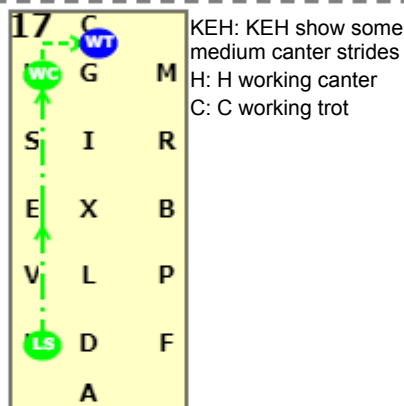 17 C KEH: KEH show some
WT medium canter strides
WC G M H: H working canter
C: C working trot
S I R
E X B
V L P
LS D F
A